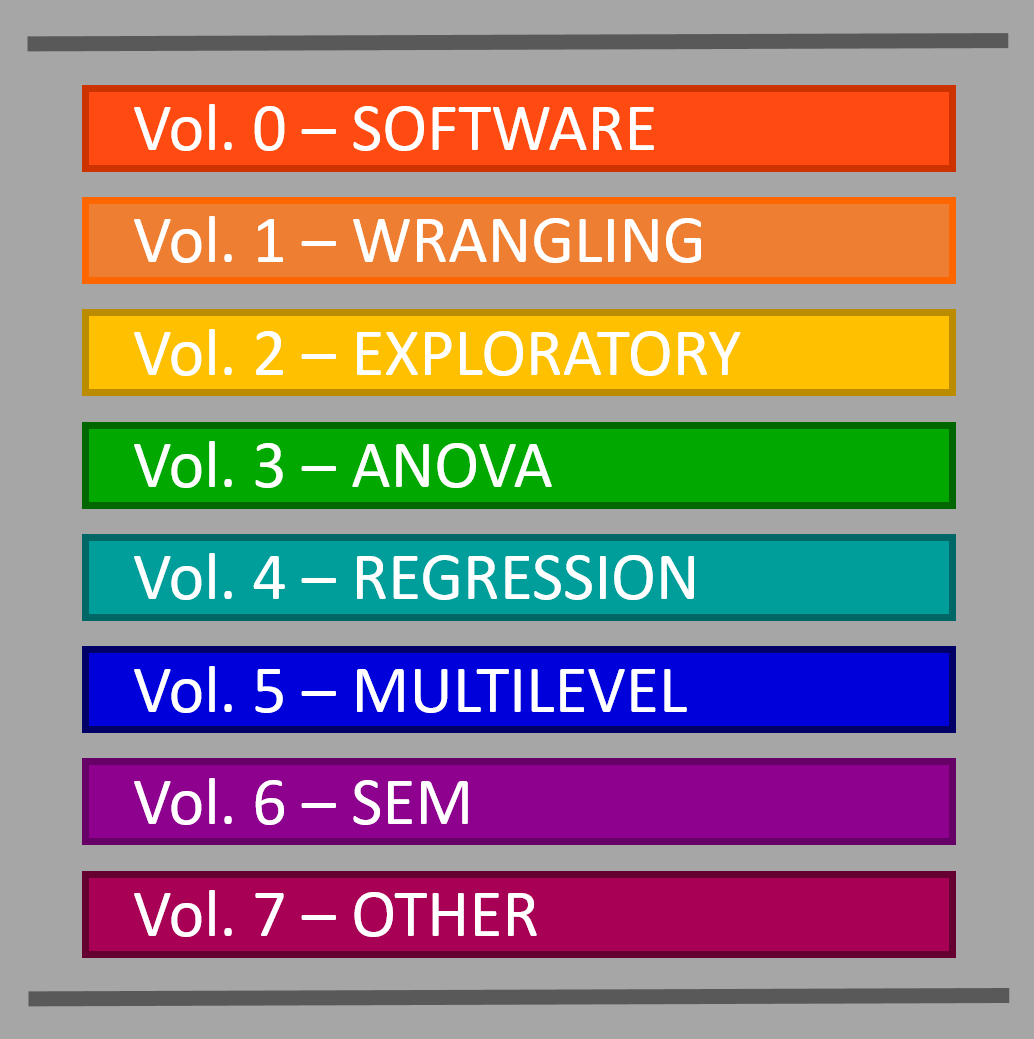 Vol. 0 – SOFTWARE
Vol. 1 – WRANGLING
Vol. 2 – EXPLORATORY
Vol. 3 – ANOVA
Vol. 4 – REGRESSION
Vol. 5 – MULTILEVEL
Vol. 6 – SEM
Vol. 7 – OTHER